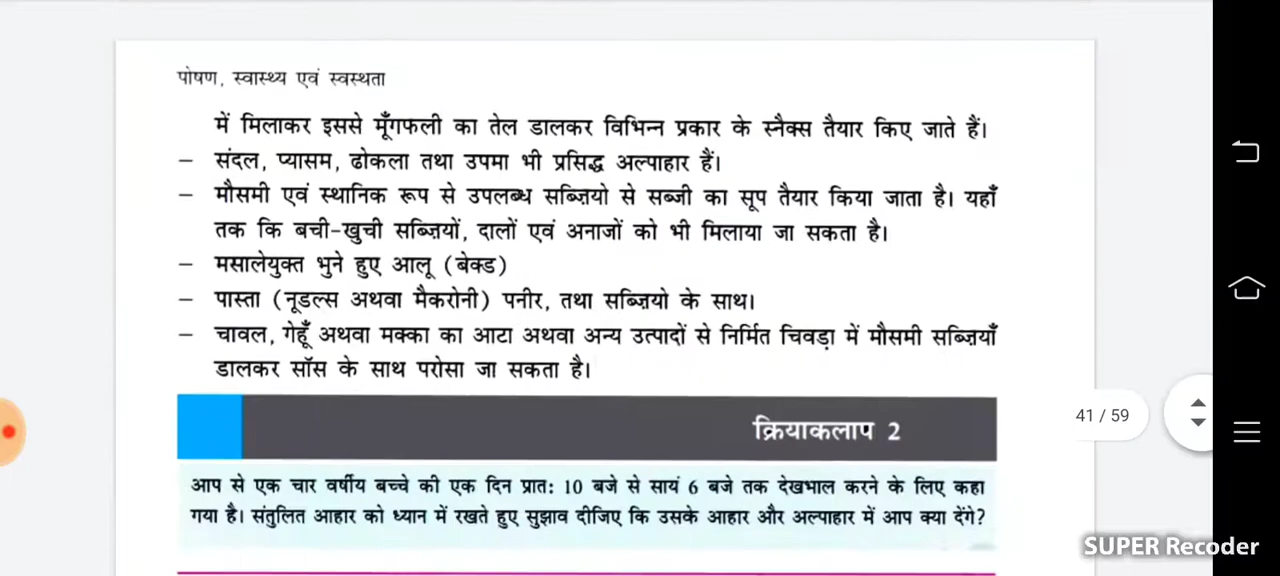 पोषण, स्वास्थ्य एवं स्वस्थता
में मिलाकर इससे मूँगफली का तेल डालकर विभिन्न प्रकार के स्नैक्स तैयार किए जाते हैं।
– संदल, प्यासम, ढोकला तथा उपमा भी प्रसिद्ध अल्पाहार हैं।
– मौसमी एवं स्थानिक रूप से उपलब्ध सब्ज़ियो से सब्जी का सूप तैयार किया जाता है। यहाँ
तक कि बची-खुची सब्ज़ियों, दालों एवं अनाजों को भी मिलाया जा सकता है।
– मसालेयुक्त भुने हुए आलू (बेक्ड)
– पास्ता (नूडल्स अथवा मैकरोनी) पनीर, तथा सब्ज़ियो के साथ।
– चावल, गेहूँ अथवा मक्का का आटा अथवा अन्य उत्पादों से निर्मित चिवड़ा में मौसमी सब्ज़ियाँ
डालकर सॉस के साथ परोसा जा सकता है।
41 / 59
क्रियाकलाप 2
आप से एक चार वर्षीय बच्चे की एक दिन प्रात: 10 बजे से सायं 6 बजे तक देखभाल करने के लिए कहा
गया है। संतुलित आहार को ध्यान में रखते हुए सुझाव दीजिए कि उसके आहार और अल्पाहार में आप क्या देंगे?
SUPER Recoder